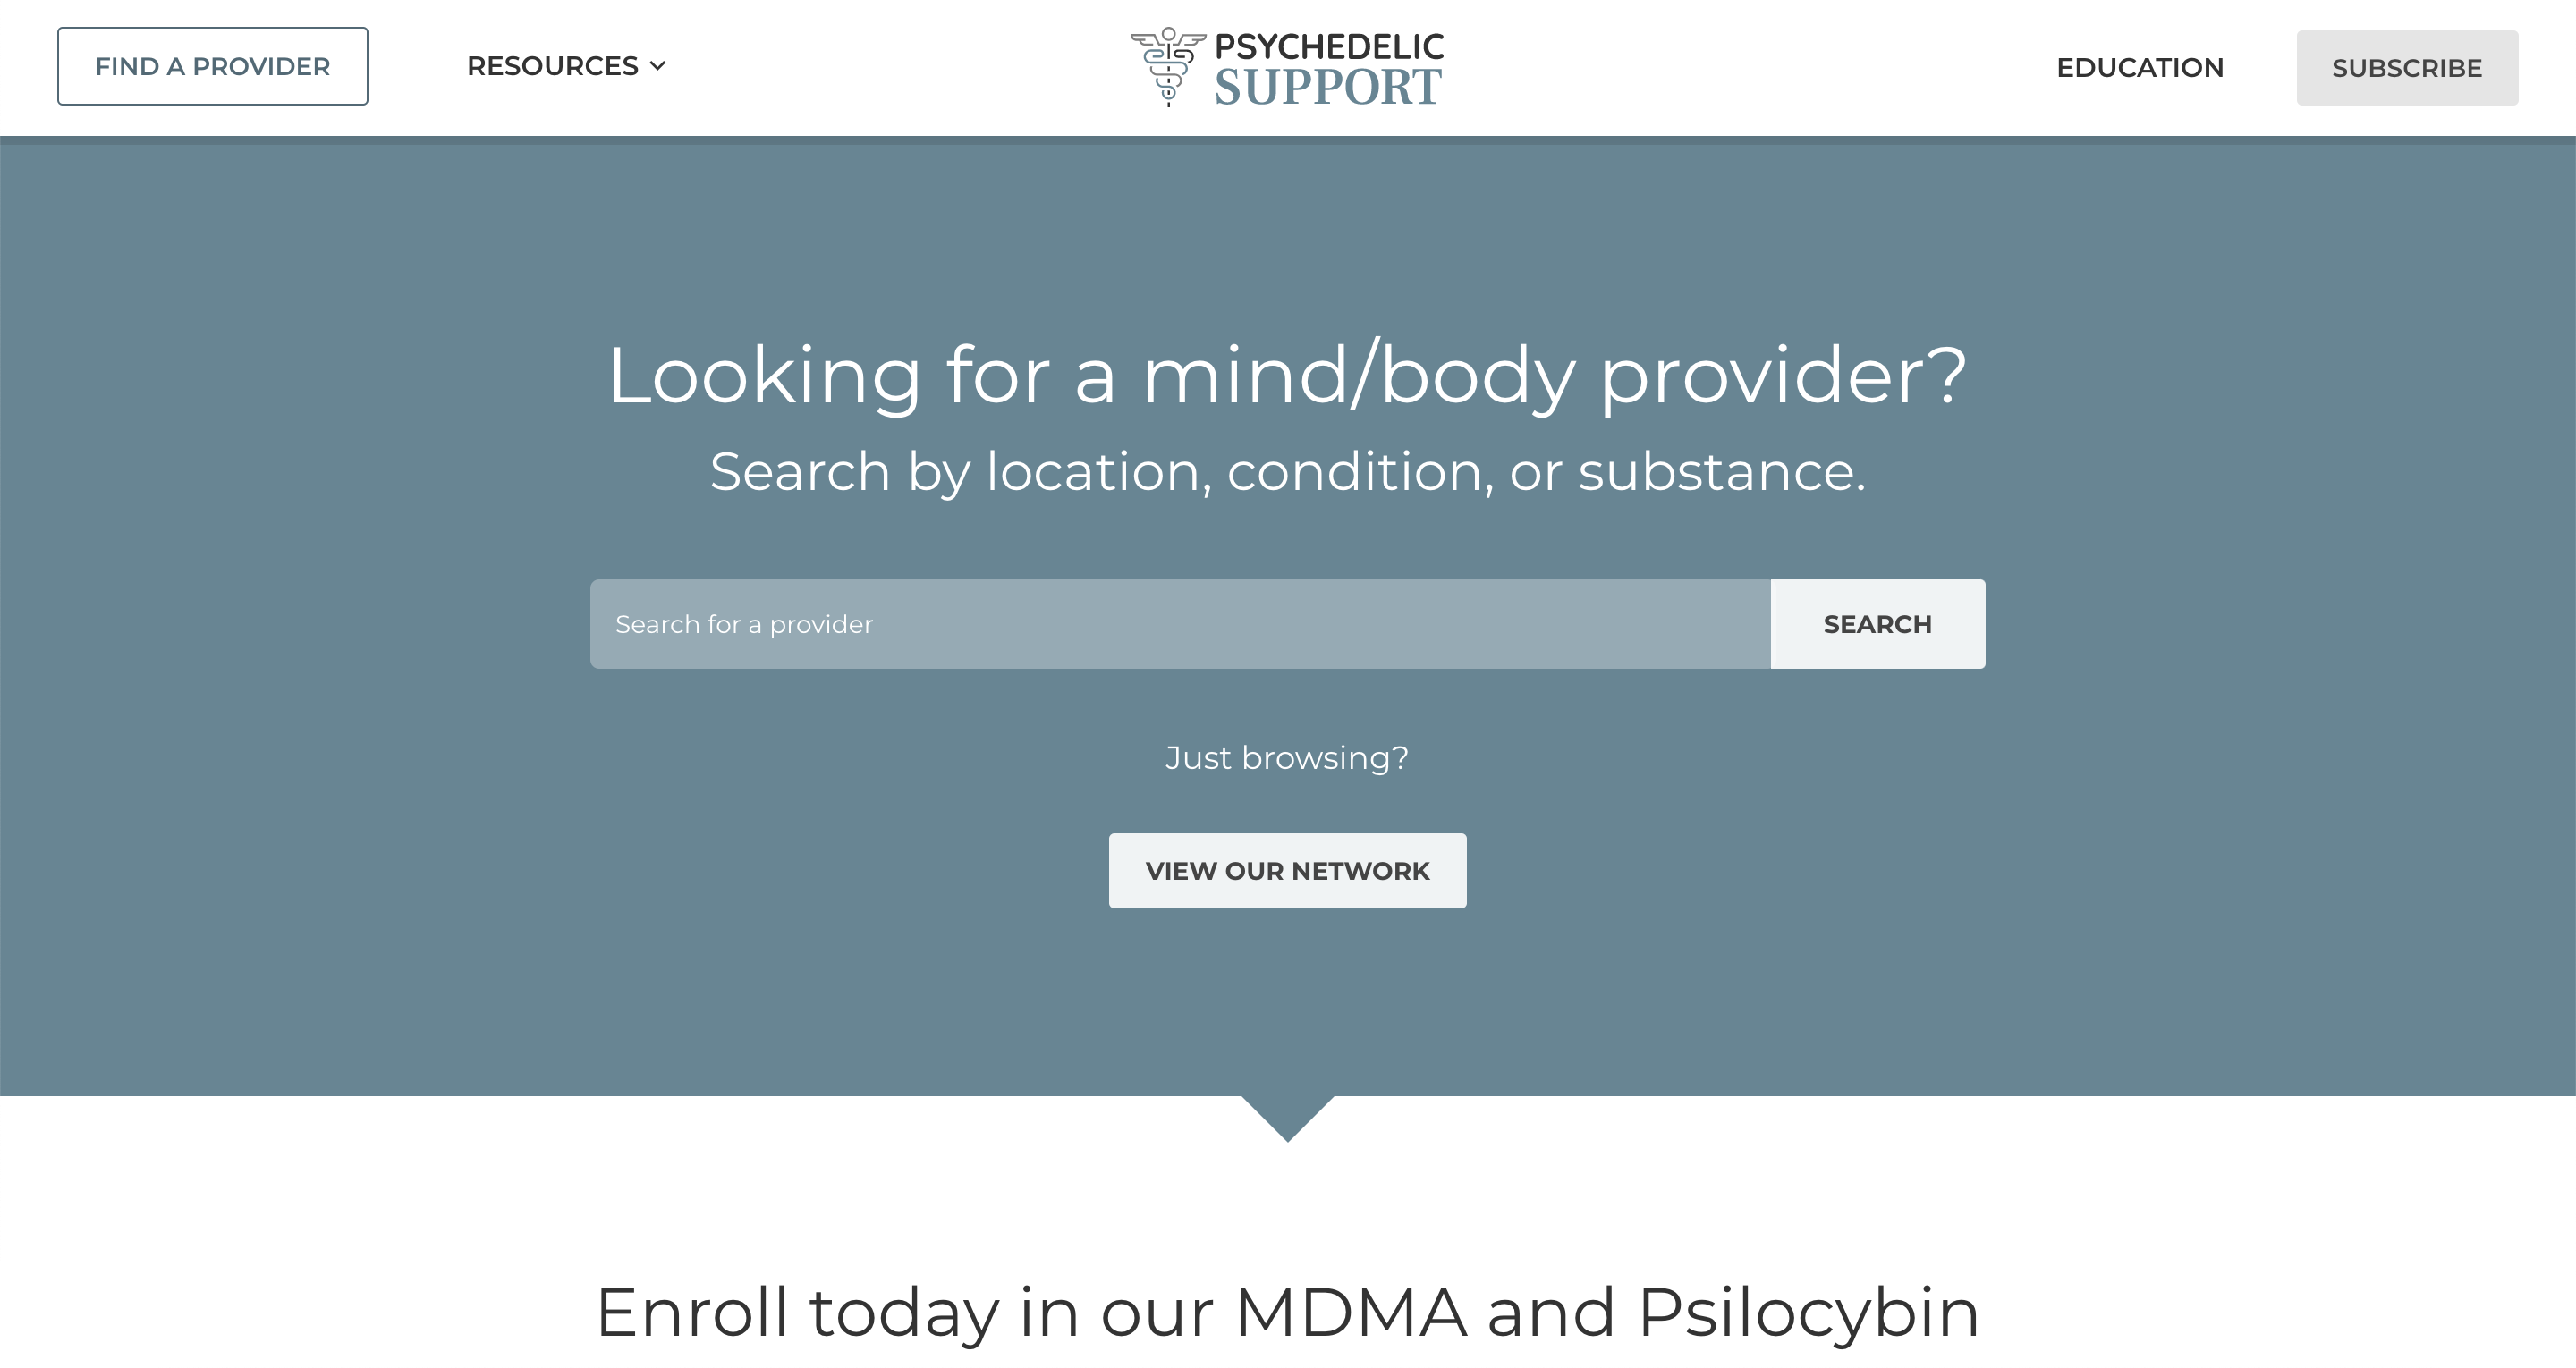 FIND A PROVIDER
RESOURCES
PSYCHEDELIC
SUPPORT
EDUCATION
SUBSCRIBE
Looking for a mind/body provider?
Search by location, condition, or substance.
Search for a provider
SEARCH
Just browsing?
VIEW OUR NETWORK
Enroll today in our MDMA and Psilocybin